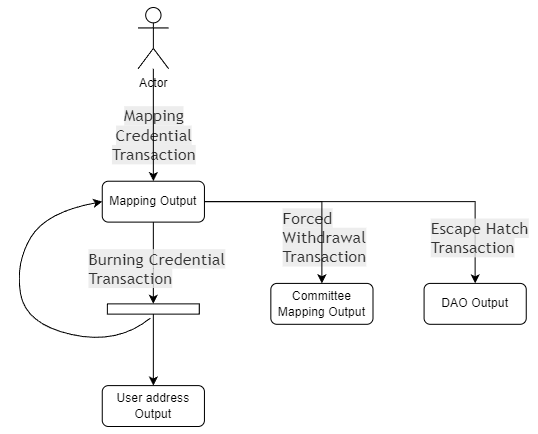 Actor
Mapping
Credential
Transaction
Mapping Output
Forced
Withdrawal
Transaction
Escape Hatch
Transaction
Burning Credential
Transaction
Committee
Mapping Output
DAO Output
User address
Output